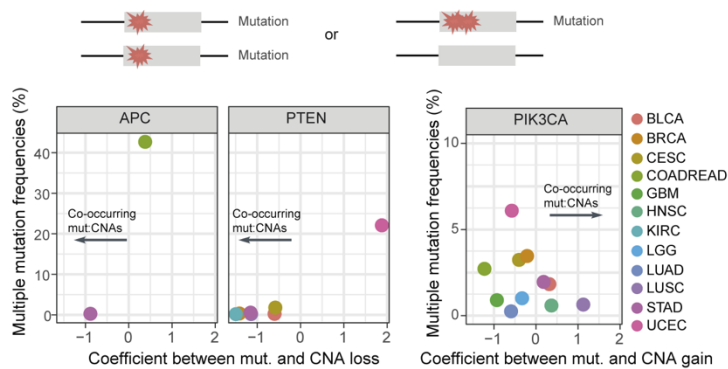 Mutation
Mutation
or
Mutation
Multiple mutation frequencies (%)
APC
PTEN
40
30
20
10
0
Co-occurring
mut:CNAs
Co-occurring
mut:CNAs
−1
0
1
2
−1
0
1
2
Coefficient between mut. and CNA loss
Multiple mutation frequencies (%)
PIK3CA
10
5
0
Co-occurring
mut:CNAs
−1
0
1
2
Coefficient between mut. and CNA gain
BLCA
BRCA
CESC
COADREAD
GBM
HNSC
KIRC
LGG
LUAD
LUSC
STAD
UCEC